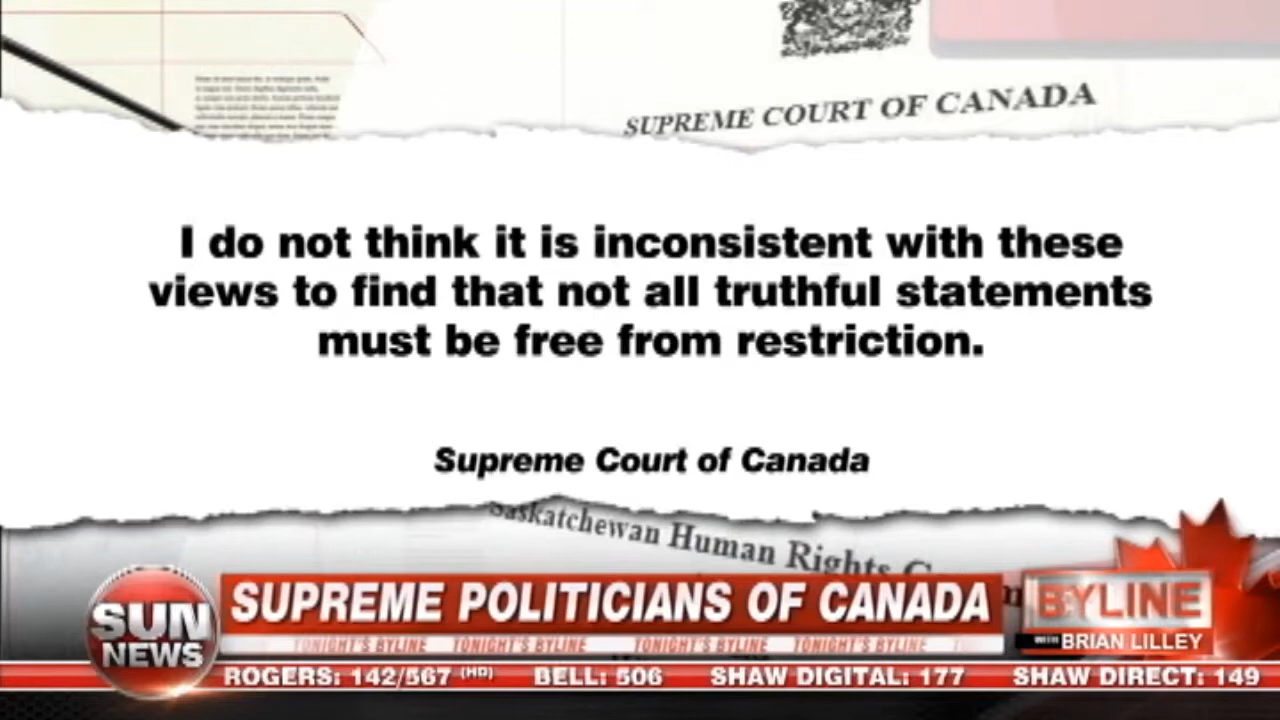 SUPREME COURT OF CANADA
I do not think it is inconsistent with these
views to find that not all truthful statements
must be free from restriction.
Supreme Court of Canada
Saskatchewan Human Rights
SUN
NEWS
SUPREME POLITICIANS OF CANADA
TONIGHT'S BYLINE TONIGHT'S BYLINE TONIGHT'S BYLINE TONIGHT'S BYLINE
BYLINE
WITH BRIAN LILLEY
ROGERS: 142/567 (HD) BELL: 506 SHAW DIGITAL: 177 SHAW DIRECT: 149